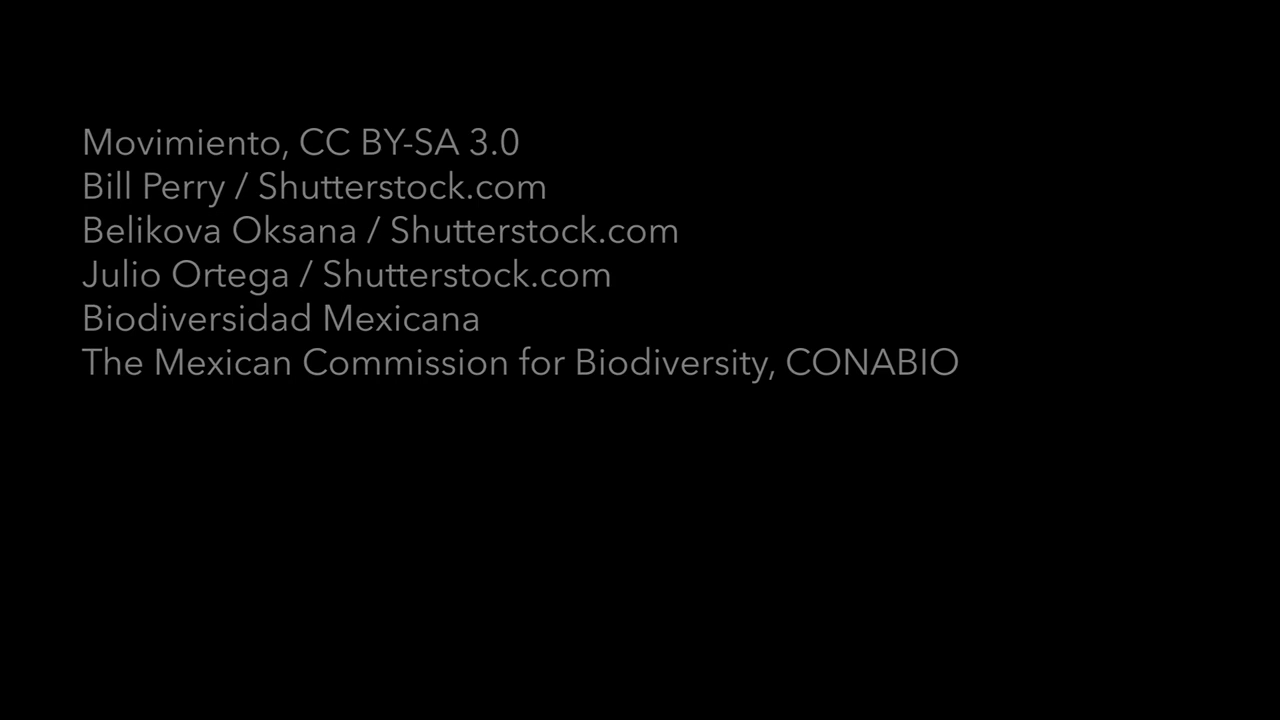 Movimiento, CC BY-SA 3.0
Bill Perry / Shutterstock.com
Belikova Oksana / Shutterstock.com
Julio Ortega / Shutterstock.com
Biodiversidad Mexicana
The Mexican Commission for Biodiversity, CONABIO